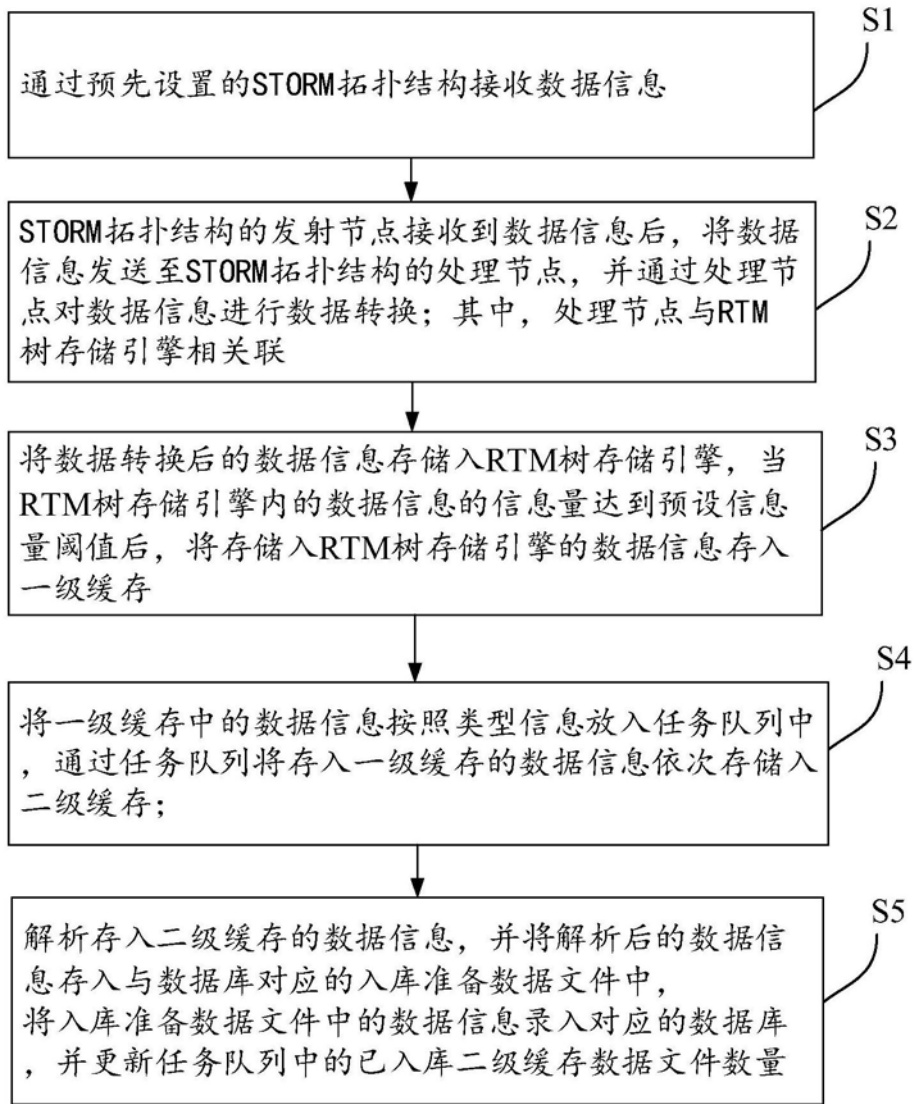 S1
通过预先设置的STORM拓扑结构接收数据信息
S2
STORM拓扑结构的发射节点接收到数据信息后，将数据
信息发送至STORM拓扑结构的处理节点，并通过处理节
点对数据信息进行数据转换；其中，处理节点与RTM
树存储引擎相关联
S3
将数据转换后的数据信息存储入RTM树存储引擎，当
RTM树存储引擎内的数据信息的信息量达到预设信息
量阈值后，将存储入RTM树存储引擎的数据信息存入
一级缓存
S4
将一级缓存中的数据信息按照类型信息放入任务队列中
，通过任务队列将存入一级缓存的数据信息依次存储入
二级缓存；
S5
解析存入二级缓存的数据信息，并将解析后的数据信
息存入与数据库对应的入库准备数据文件中，
将入库准备数据文件中的数据信息录入对应的数据库
，并更新任务队列中的已入库二级缓存数据文件数量